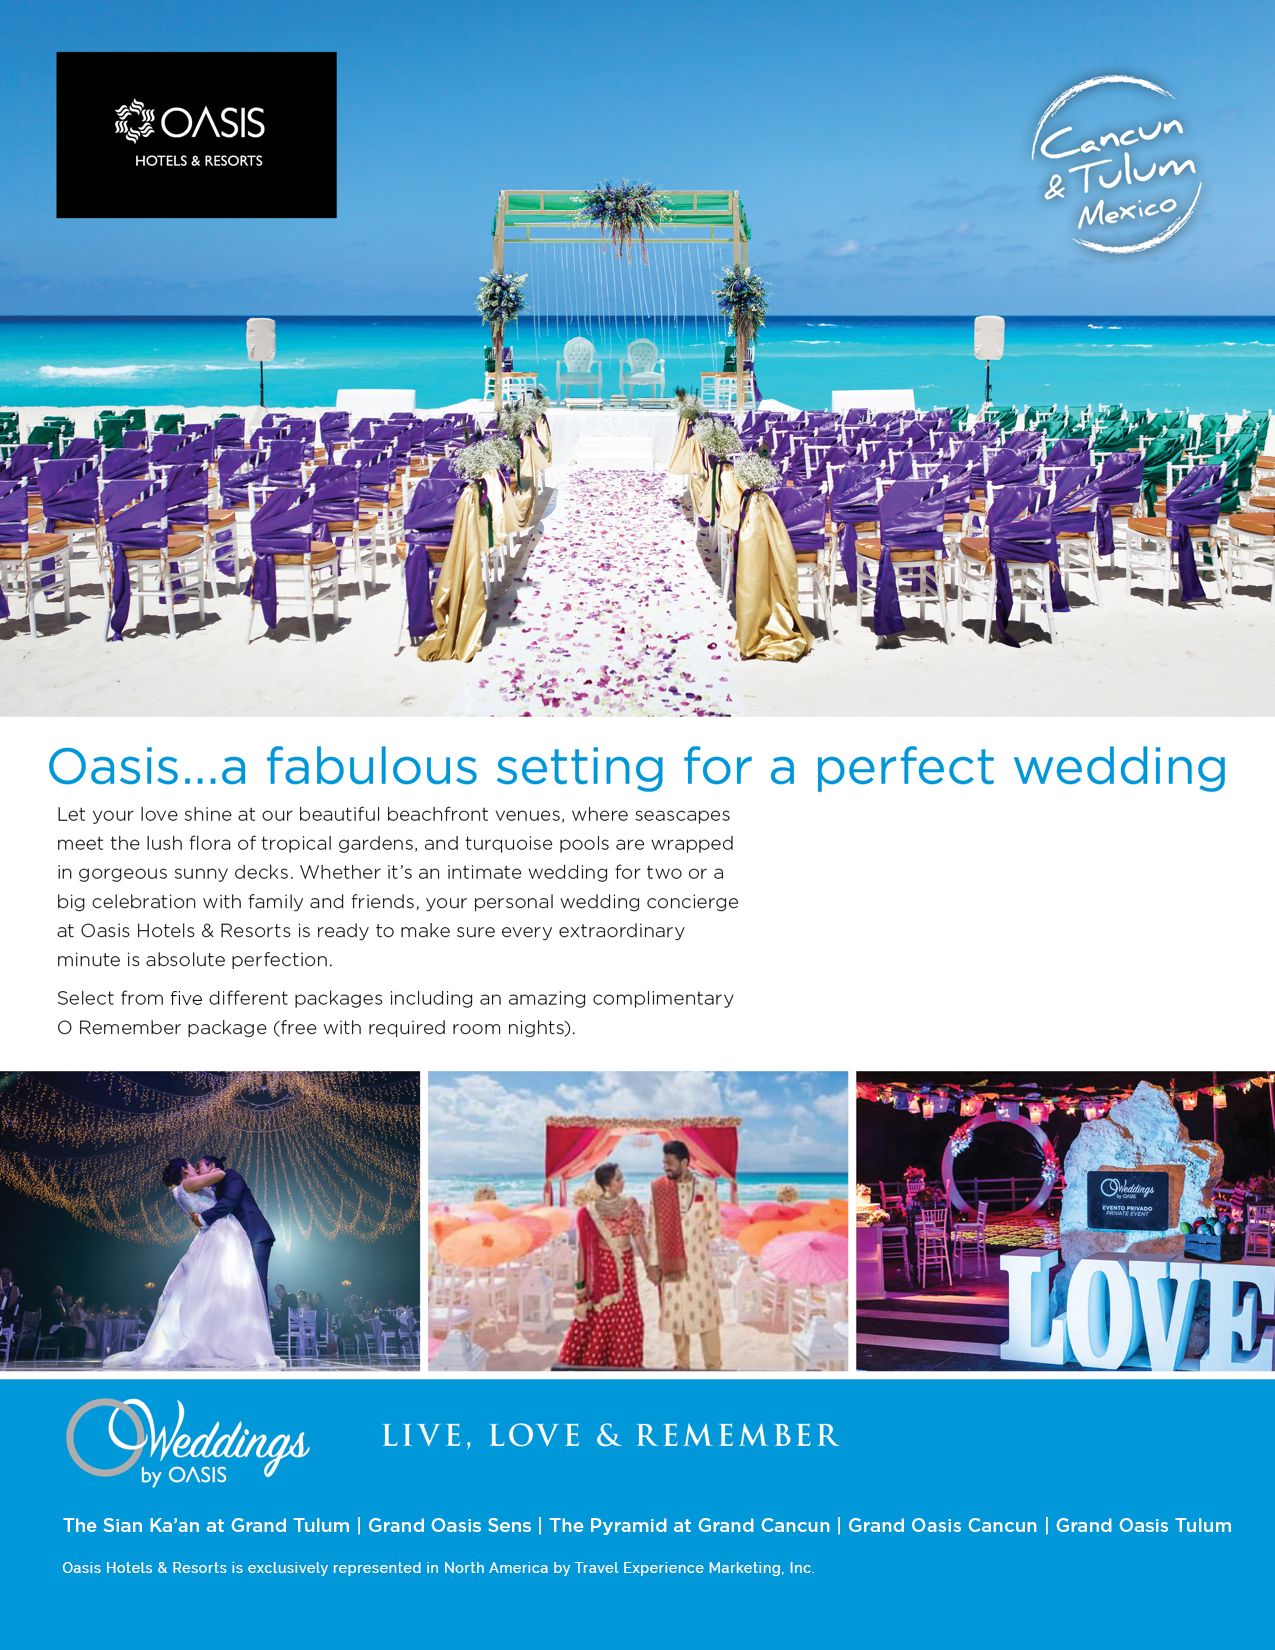 OASIS
HOTELS & RESORTS
Cancun
& Tulum
Mexico
Oasis...a fabulous setting for a perfect wedding
Let your love shine at our beautiful beachfront venues, where seascapes
meet the lush flora of tropical gardens, and turquoise pools are wrapped
in gorgeous sunny decks. Whether it’s an intimate wedding for two or a
big celebration with family and friends, your personal wedding concierge
at Oasis Hotels & Resorts is ready to make sure every extraordinary
minute is absolute perfection.
Select from five different packages including an amazing complimentary
O Remember package (free with required room nights).
OWeddings
by OASIS
EVENTO PRIVADO
PRIVATE EVENT
LOVE
OWeddings
by OASIS
LIVE, LOVE & REMEMBER
The Sian Ka’an at Grand Tulum | Grand Oasis Sens | The Pyramid at Grand Cancun | Grand Oasis Cancun | Grand Oasis Tulum
Oasis Hotels & Resorts is exclusively represented in North America by Travel Experience Marketing, Inc.